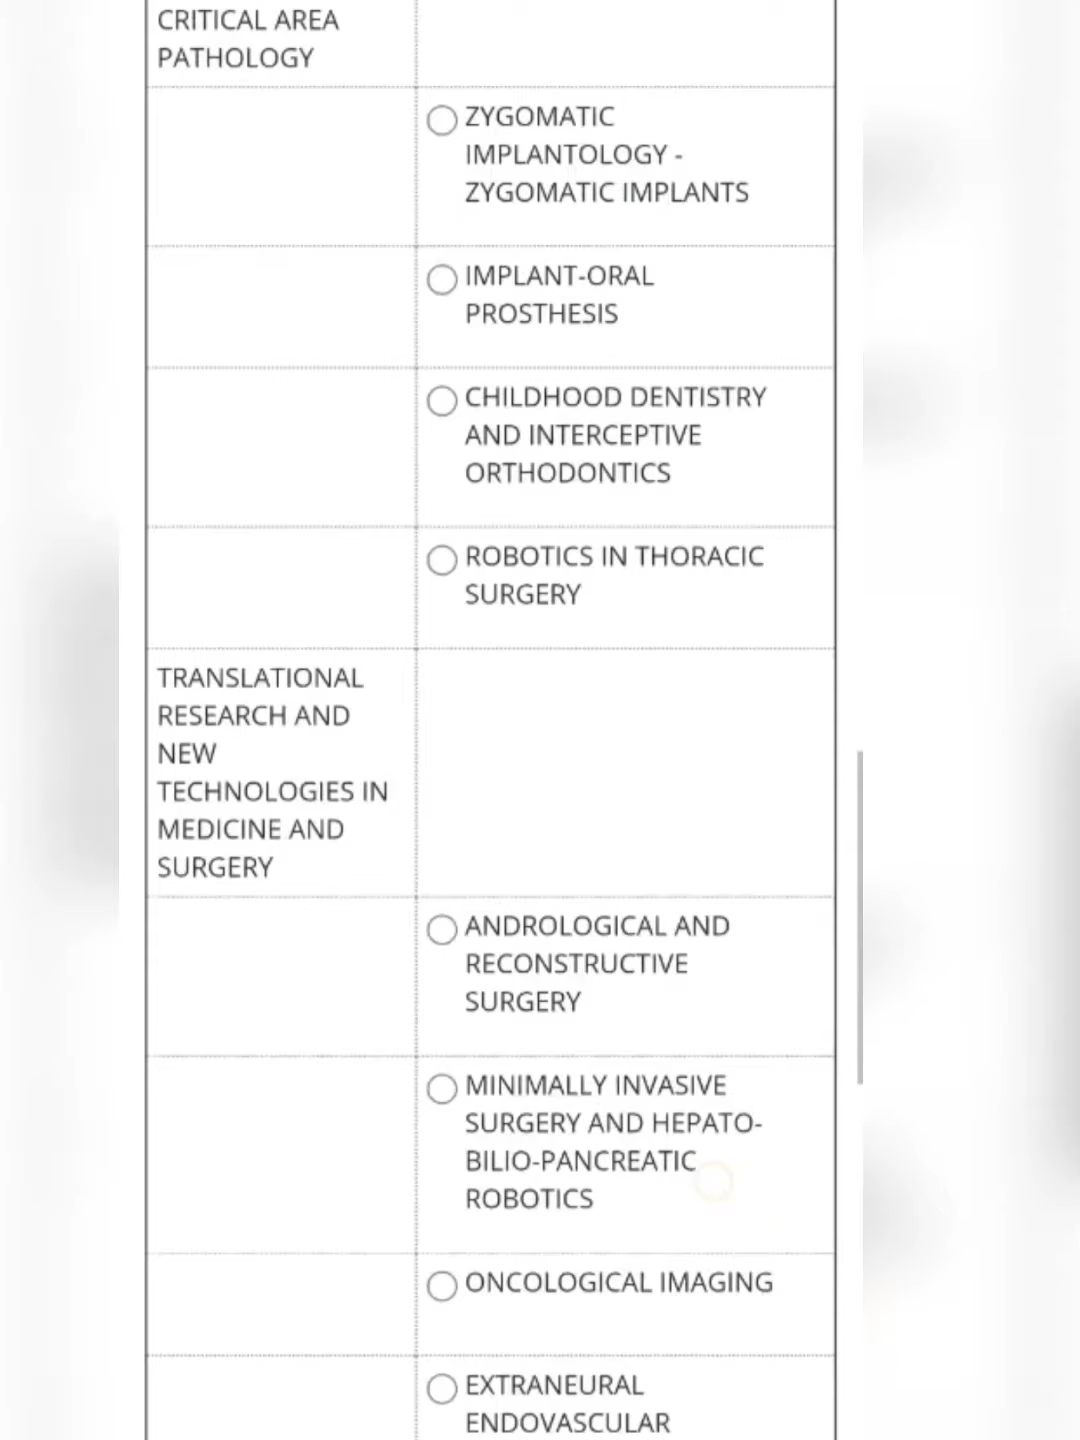 CRITICAL AREA
PATHOLOGY
ZYGOMATIC
IMPLANTOLOGY -
ZYGOMATIC IMPLANTS
IMPLANT-ORAL
PROSTHESIS
CHILDHOOD DENTISTRY
AND INTERCEPTIVE
ORTHODONTICS
ROBOTICS IN THORACIC
SURGERY
TRANSLATIONAL
RESEARCH AND
NEW
TECHNOLOGIES IN
MEDICINE AND
SURGERY
ANDROLOGICAL AND
RECONSTRUCTIVE
SURGERY
MINIMALLY INVASIVE
SURGERY AND HEPATO-
BILIO-PANCREATIC
ROBOTICS
ONCOLOGICAL IMAGING
EXTRANEURAL
ENDOVASCULAR